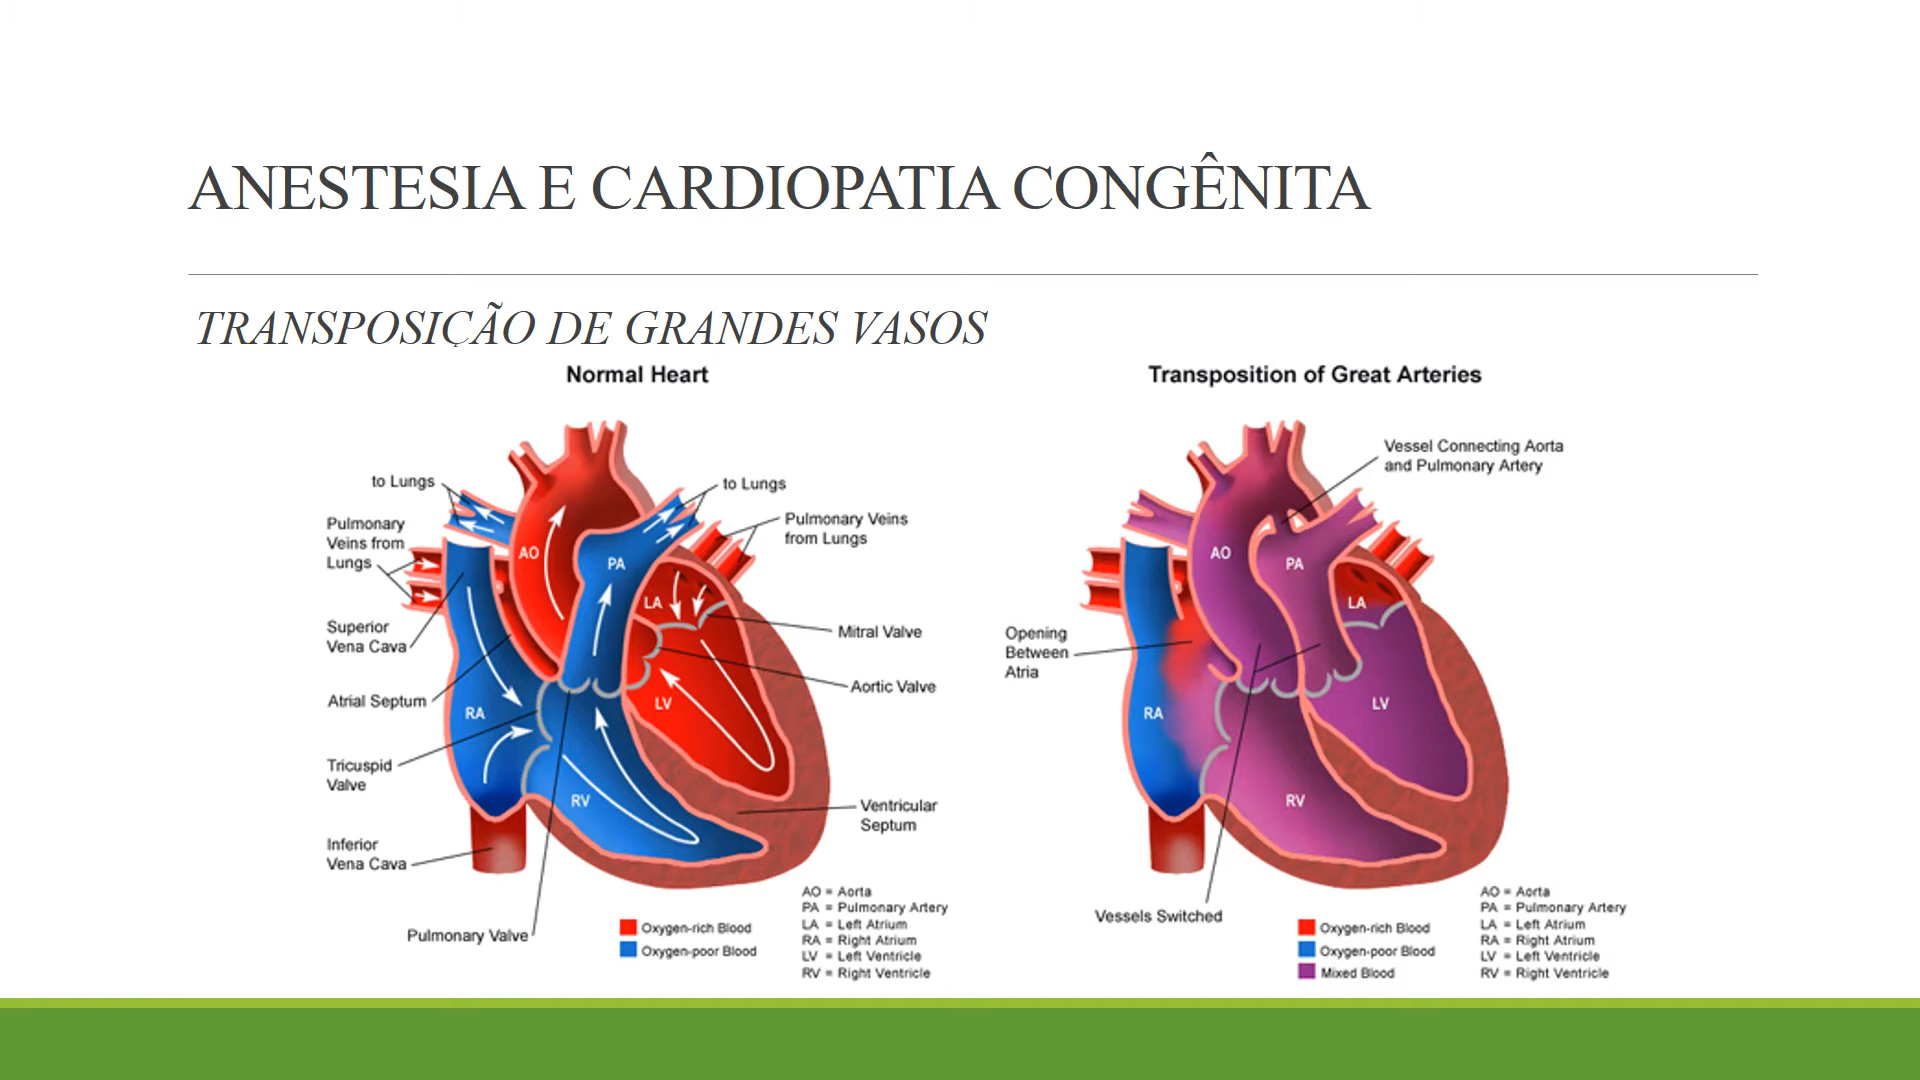 ANESTESIA E CARDIOPATIA CONGÊNITA
TRANSPOSIÇÃO DE GRANDES VASOS
Normal Heart
to Lungs
to Lungs
Pulmonary
Veins from
Lungs
Pulmonary Veins
from Lungs
AO
PA
LA
Superior
Vena Cava
Mitral Valve
Atrial Septum
Aortic Valve
RA
LV
Tricuspid
Valve
RV
Ventricular
Septum
Inferior
Vena Cava
Pulmonary Valve
Oxygen-rich Blood
Oxygen-poor Blood
AO = Aorta
PA = Pulmonary Artery
LA = Left Atrium
RA = Right Atrium
LV = Left Ventricle
RV = Right Ventricle
Transposition of Great Arteries
Vessel Connecting Aorta
and Pulmonary Artery
AO
PA
LA
Opening
Between
Atria
RA
LV
RV
Vessels Switched
Oxygen-rich Blood
Oxygen-poor Blood
Mixed Blood
AO = Aorta
PA = Pulmonary Artery
LA = Left Atrium
RA = Right Atrium
LV = Left Ventricle
RV = Right Ventricle